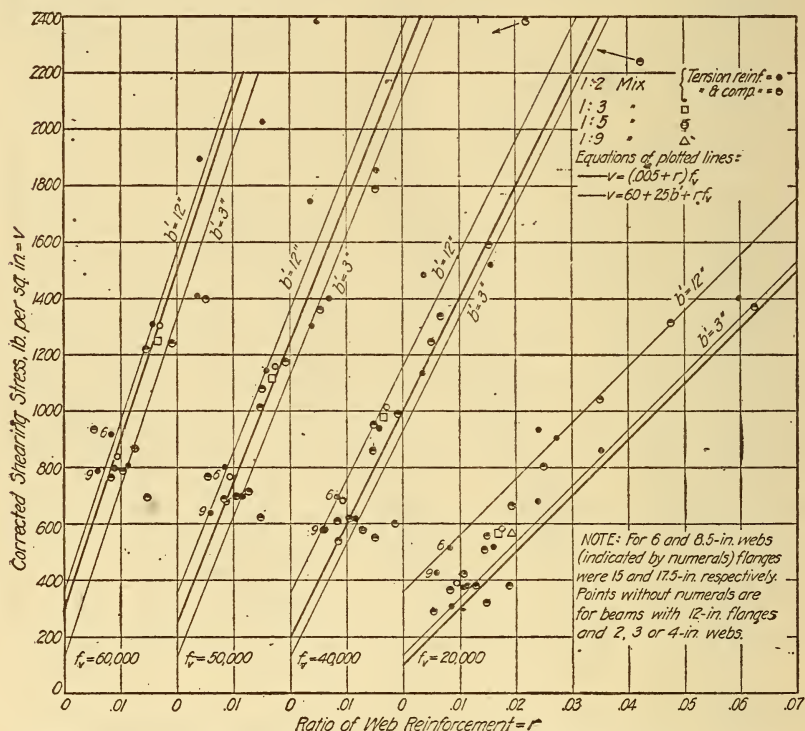 2400
2200
2000
1800
1600
1400
1200
1000
800
600
400
.200
0
Corrected Shearing Stress, lb. per sq. in. = v
1:2 Mix { Tension reinf. = ●
" & comp. = ◒
1:3 "
1:5 "
1:9 "
Equations of plotted lines:
v = (.005 + r) fᵥ
v = 60 + 25b' + r fᵥ
b' = 12"
b' = 3"
b' = 12"
b' = 3"
b' = 12"
b' = 3"
b' = 12"
b' = 3"
6
9
6
9
6
9
6
9
NOTE: For 6 and 8.5-in. webs
(indicated by numerals) flanges
were 15 and 17.5-in. respectively.
Points without numerals are
for beams with 12-in. flanges
and 2, 3 or 4-in. webs.
fᵥ = 60,000
fᵥ = 50,000
fᵥ = 40,000
fᵥ = 20,000
0 .01 0 .01 0 .01 0 .01 .02 .03 .04 .05 .06 .07
Ratio of Web Reinforcement = r